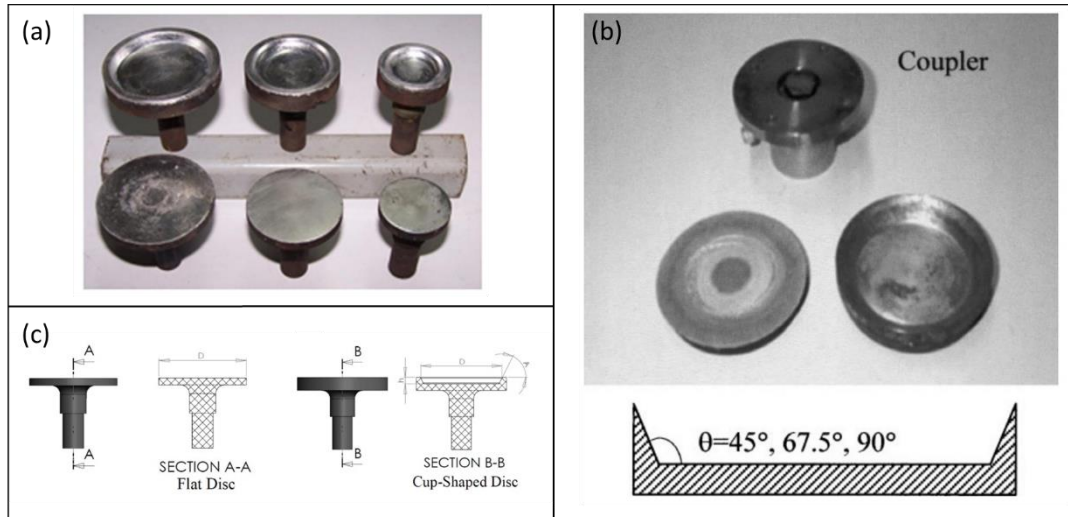 (a)
(b)
Coupler
θ=45°, 67.5°, 90°
(c)
A
A
D
SECTION A-A
Flat Disc
B
B
D
h
A
SECTION B-B
Cup-Shaped Disc